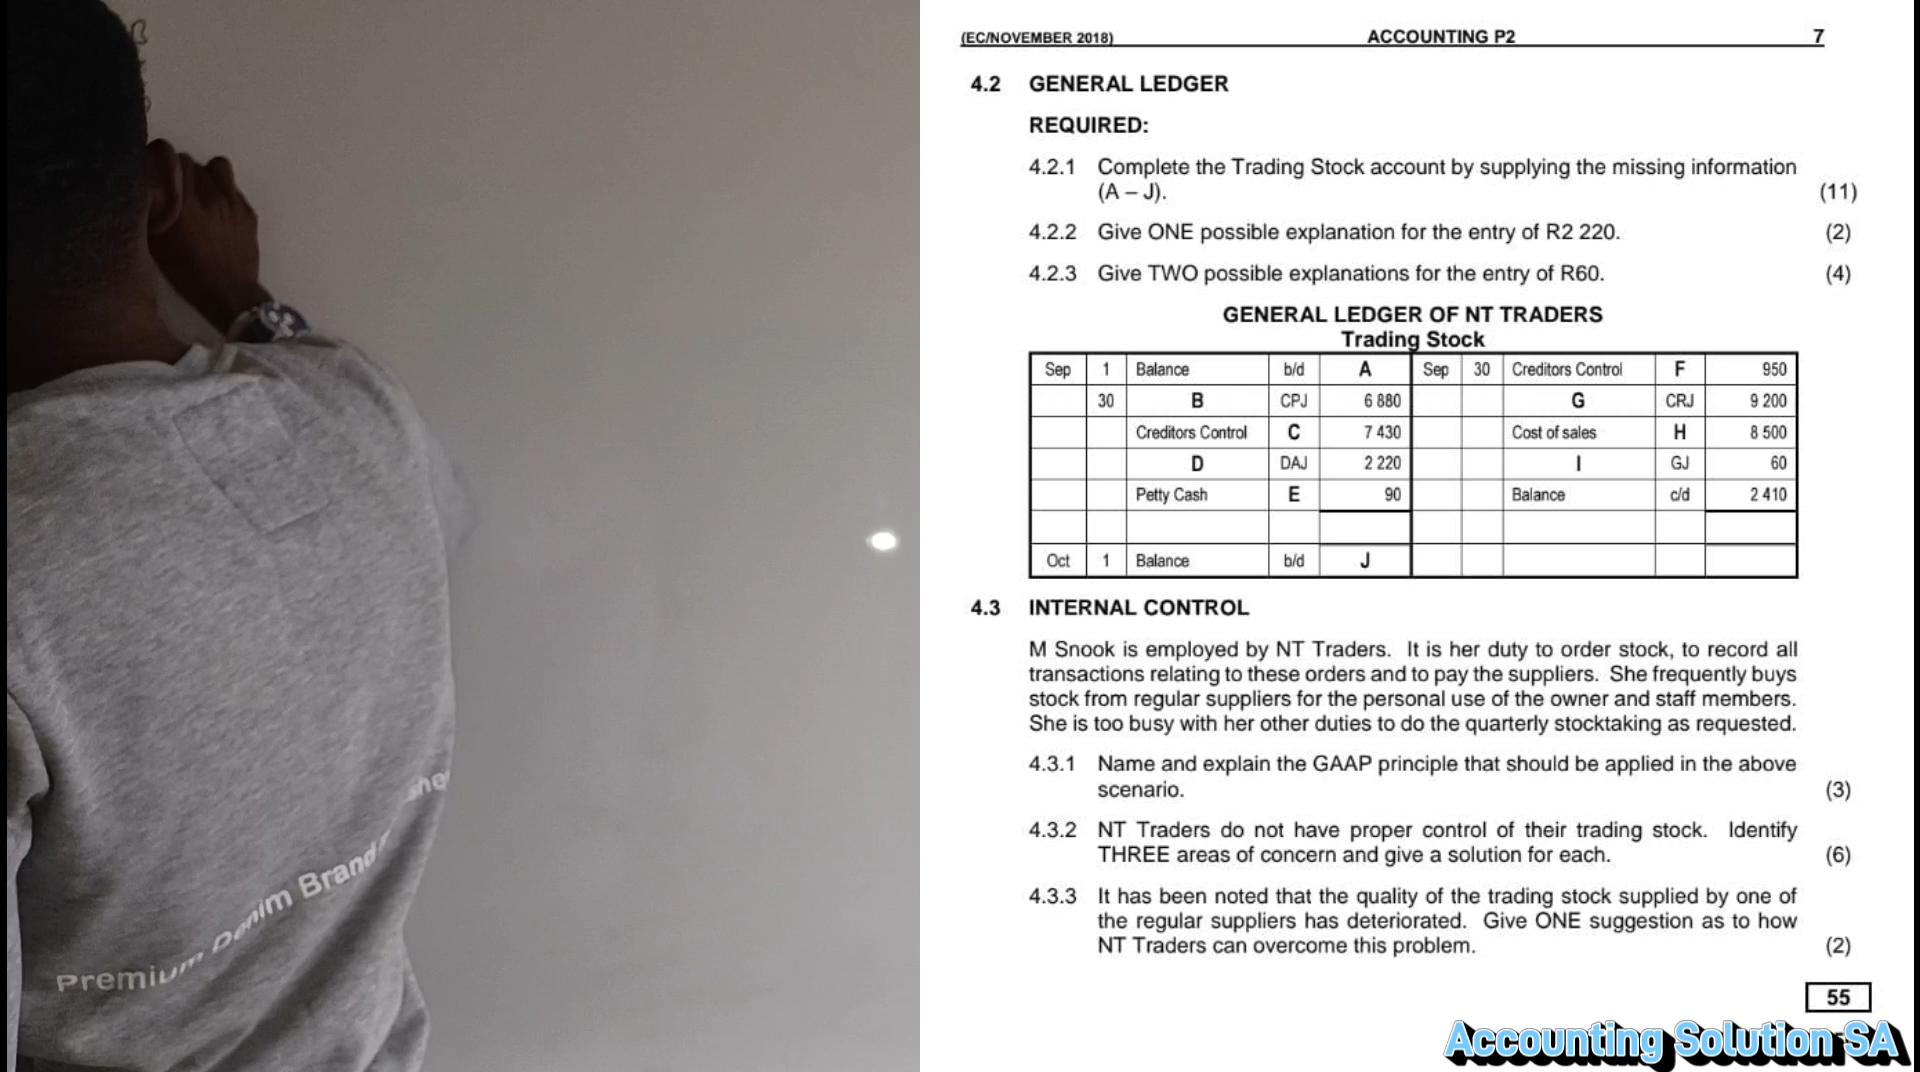 (EC/NOVEMBER 2018) ACCOUNTING P2 7
4.2 GENERAL LEDGER
REQUIRED:
4.2.1 Complete the Trading Stock account by supplying the missing information
(A – J). (11)
4.2.2 Give ONE possible explanation for the entry of R2 220. (2)
4.2.3 Give TWO possible explanations for the entry of R60. (4)
GENERAL LEDGER OF NT TRADERS
Trading Stock
Sep 1 Balance b/d A Sep 30 Creditors Control F 950
30 B CPJ 6 880 G CRJ 9 200
Creditors Control C 7 430 Cost of sales H 8 500
D DAJ 2 220 I GJ 60
Petty Cash E 90 Balance c/d 2 410
Oct 1 Balance b/d J
4.3 INTERNAL CONTROL
M Snook is employed by NT Traders. It is her duty to order stock, to record all
transactions relating to these orders and to pay the suppliers. She frequently buys
stock from regular suppliers for the personal use of the owner and staff members.
She is too busy with her other duties to do the quarterly stocktaking as requested.
4.3.1 Name and explain the GAAP principle that should be applied in the above
scenario. (3)
4.3.2 NT Traders do not have proper control of their trading stock. Identify
THREE areas of concern and give a solution for each. (6)
4.3.3 It has been noted that the quality of the trading stock supplied by one of
the regular suppliers has deteriorated. Give ONE suggestion as to how
NT Traders can overcome this problem. (2)
55
Accounting Solution SA
Premium Denim Brand